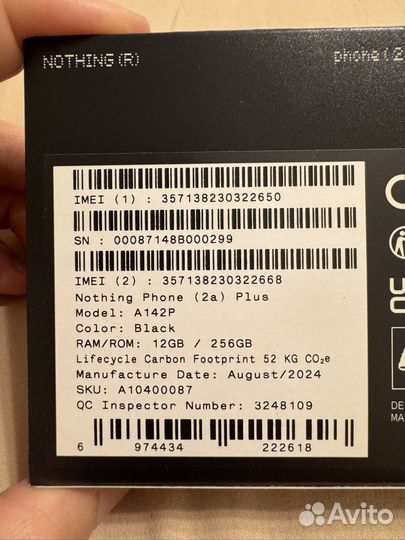 NOTHING (R)
phone (2
IMEI (1) : 357138230322650
SN : 00087148B000299
IMEI (2) : 357138230322668
Nothing Phone (2a) Plus
Model: A142P
Color: Black
RAM/ROM: 12GB / 256GB
Lifecycle Carbon Footprint 52 KG CO₂e
Manufacture Date: August/2024
SKU: A10400087
QC Inspector Number: 3248109
6 974434 222618
DE
MA
Avito